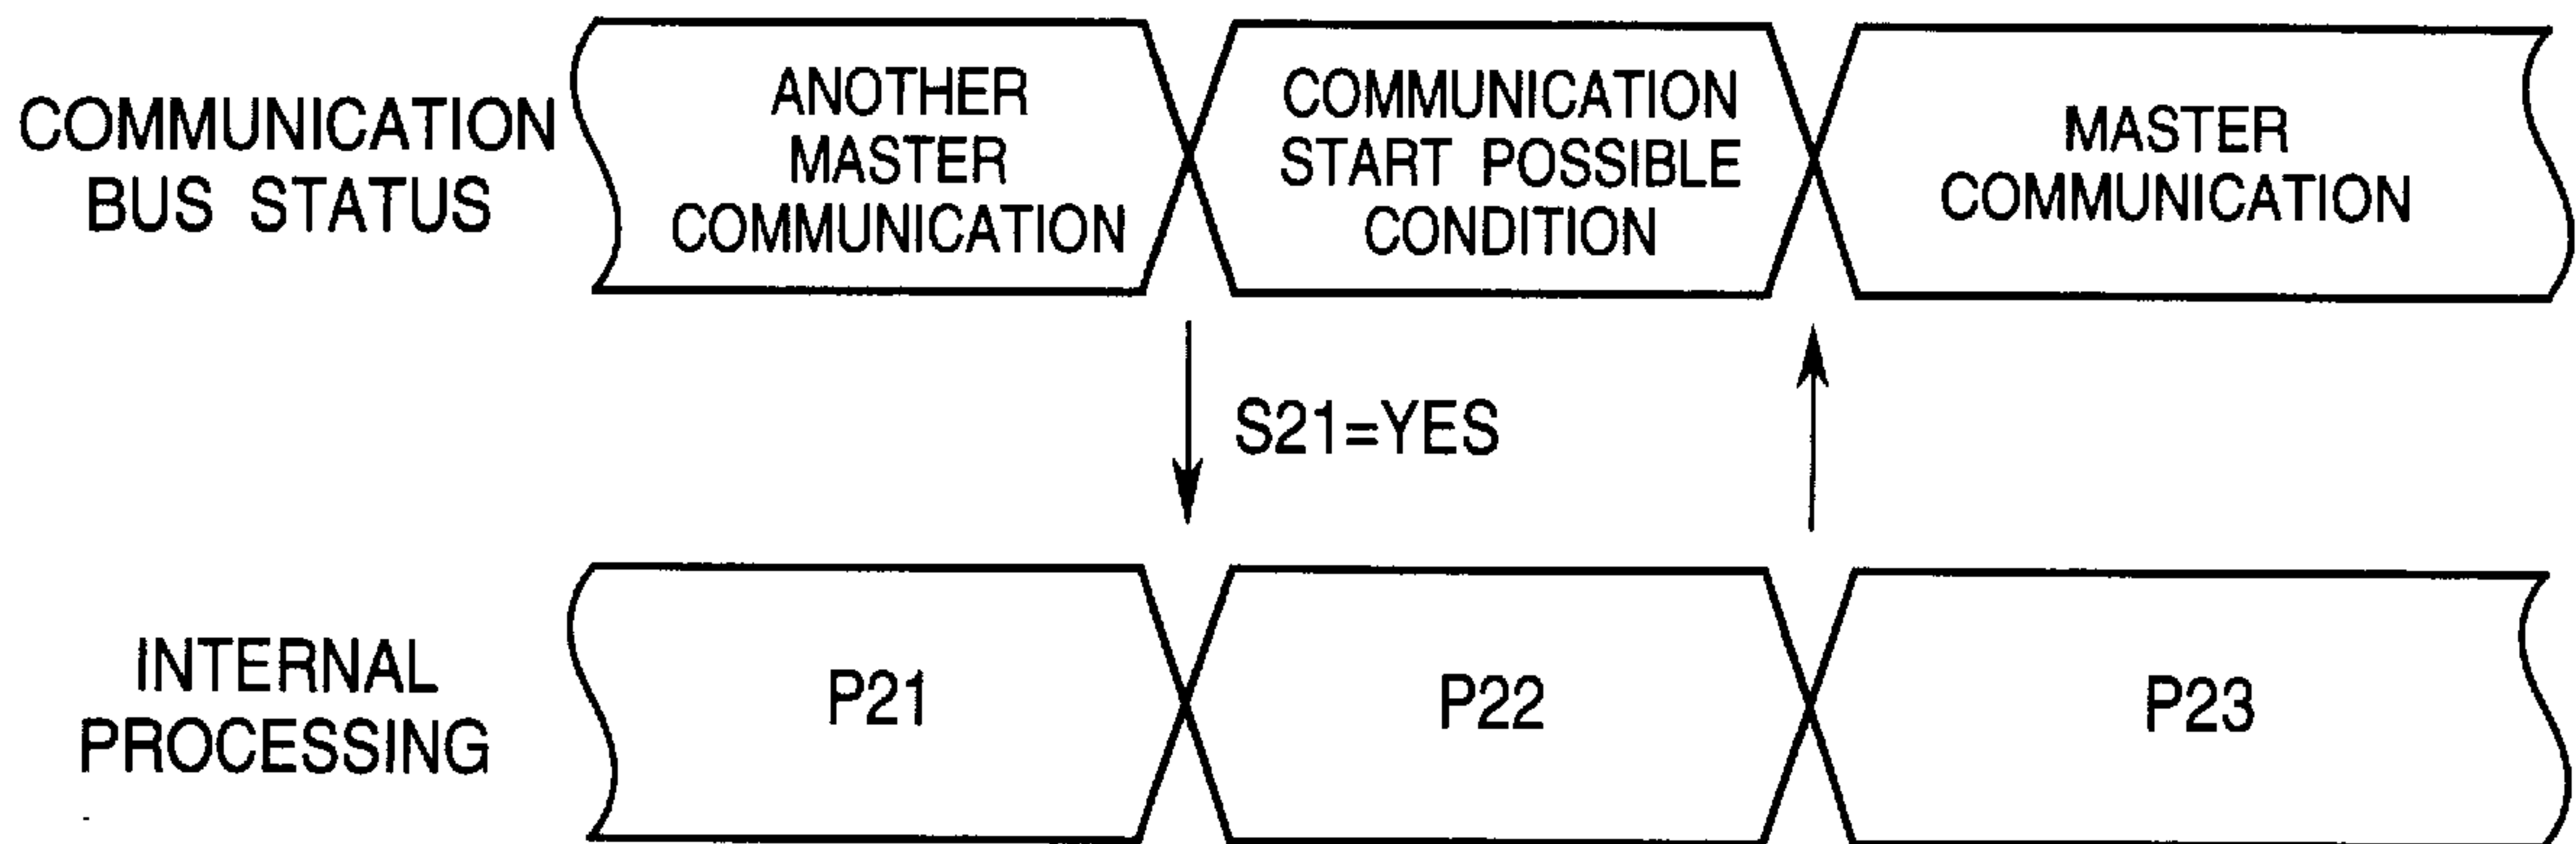 COMMUNICATION
BUS STATUS
ANOTHER
MASTER
COMMUNICATION
COMMUNICATION
START POSSIBLE
CONDITION
MASTER
COMMUNICATION
S21=YES
INTERNAL
PROCESSING
P21
P22
P23